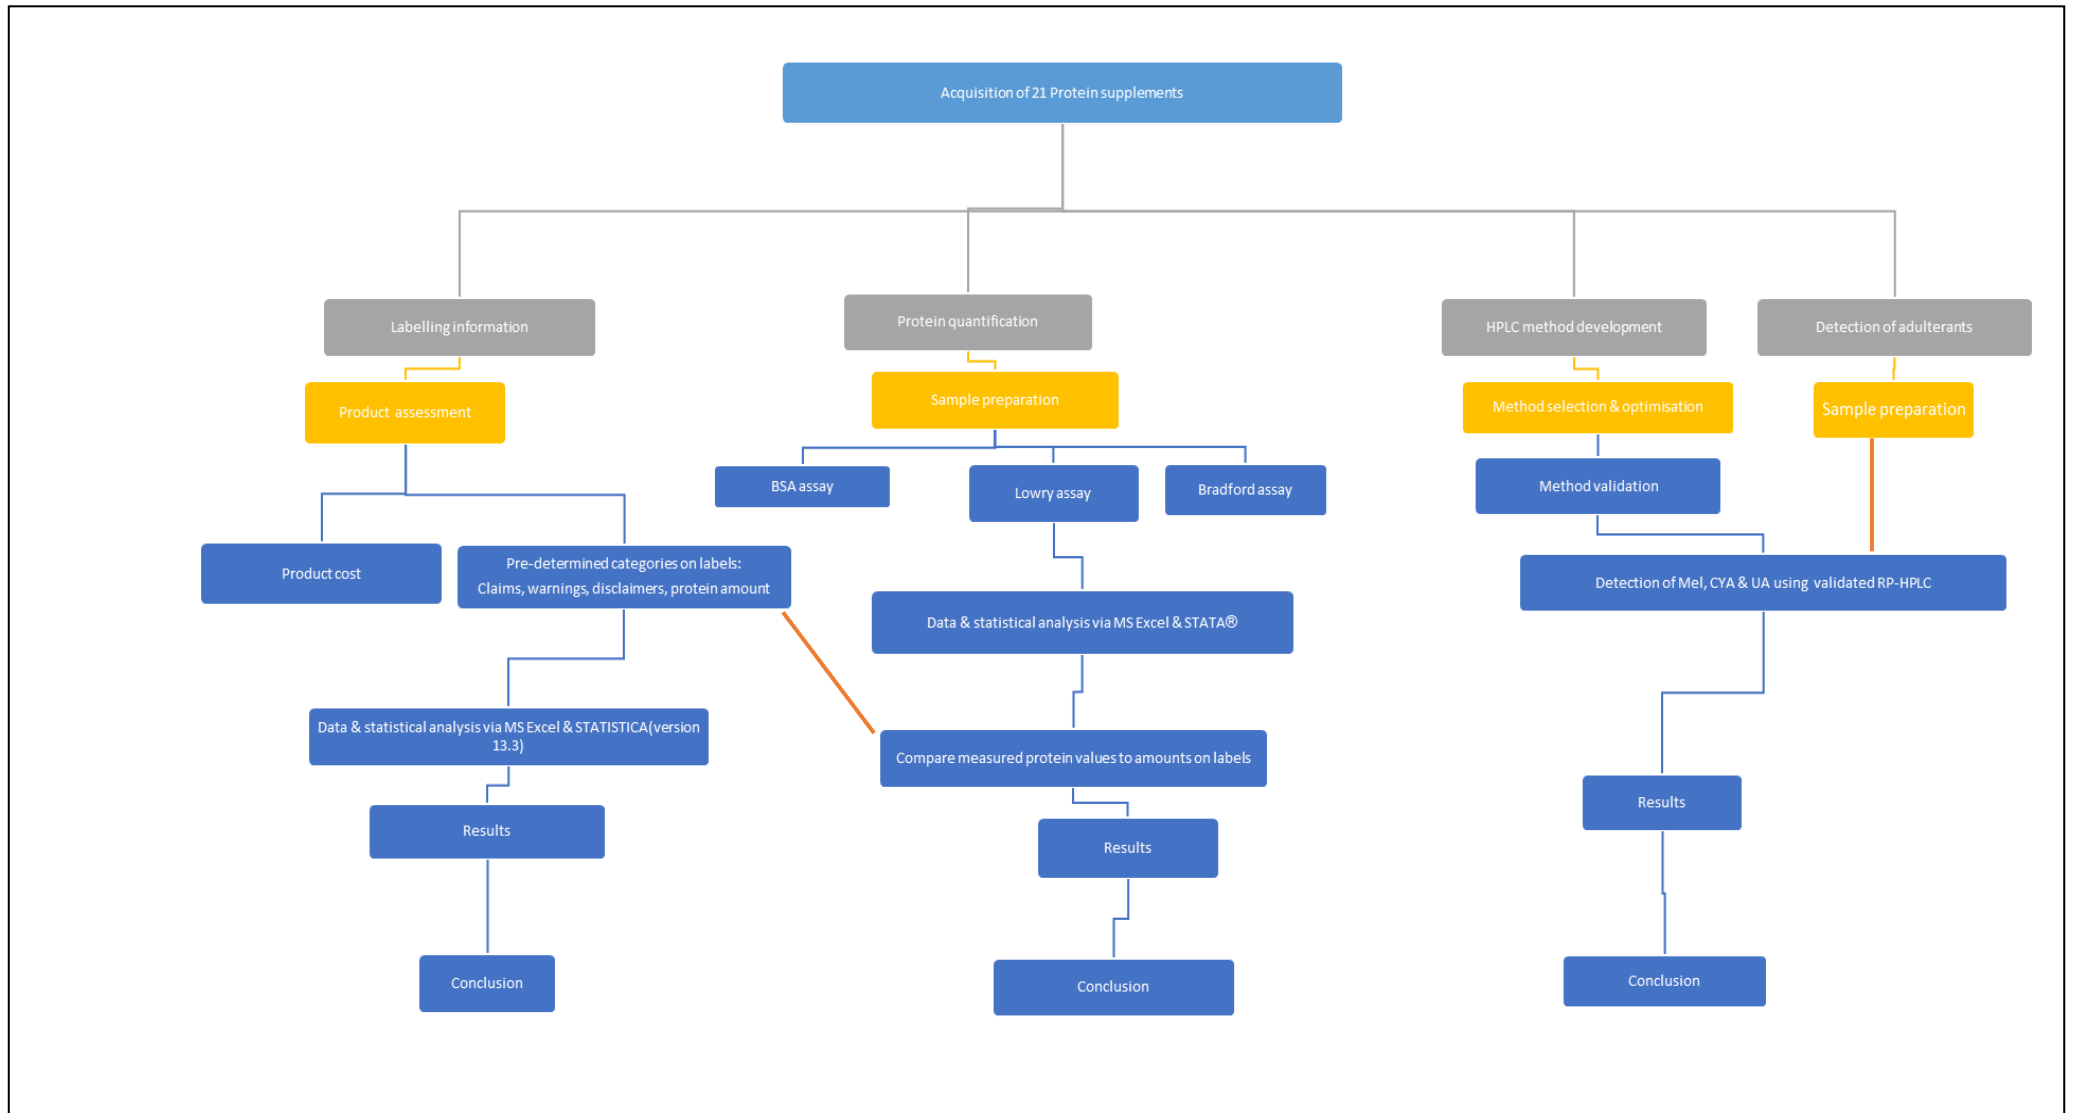 Acquisition of 21 Protein supplements
Labelling information
Protein quantification
HPLC method development
Detection of adulterants
Product assessment
Sample preparation
Method selection & optimisation
Sample preparation
BSA assay
Lowry assay
Bradford assay
Method validation
Product cost
Pre-determined categories on labels:
Claims, warnings, disclaimers, protein amount
Data & statistical analysis via MS Excel & STATA®
Detection of Mel, CYA & UA using validated RP-HPLC
Data & statistical analysis via MS Excel & STATISTICA(version
13.3)
Compare measured protein values to amounts on labels
Results
Results
Results
Conclusion
Conclusion
Conclusion